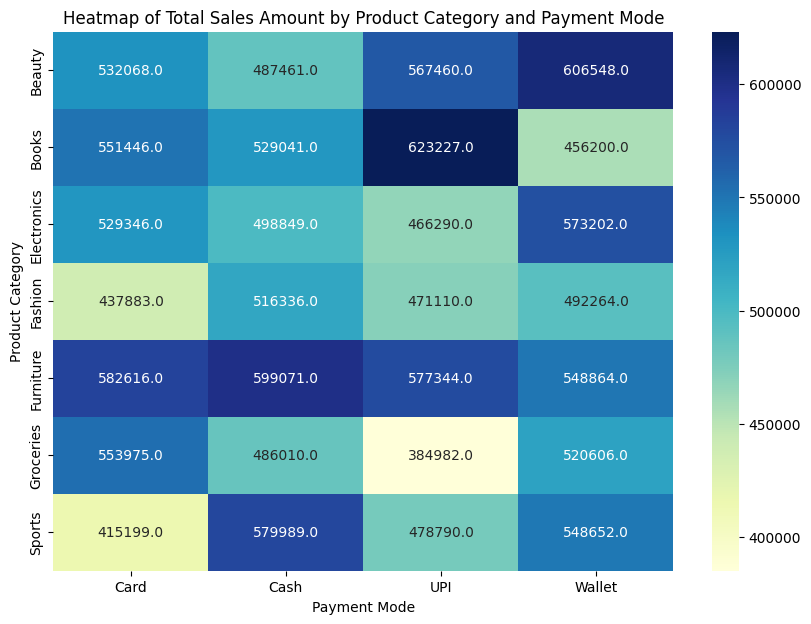 Heatmap of Total Sales Amount by Product Category and Payment Mode
Product Category
Beauty
532068.0 487461.0 567460.0 606548.0
Books
551446.0 529041.0 623227.0 456200.0
Electronics
529346.0 498849.0 466290.0 573202.0
Fashion
437883.0 516336.0 471110.0 492264.0
Furniture
582616.0 599071.0 577344.0 548864.0
Groceries
553975.0 486010.0 384982.0 520606.0
Sports
415199.0 579989.0 478790.0 548652.0
Card Cash UPI Wallet
Payment Mode
600000
550000
500000
450000
400000